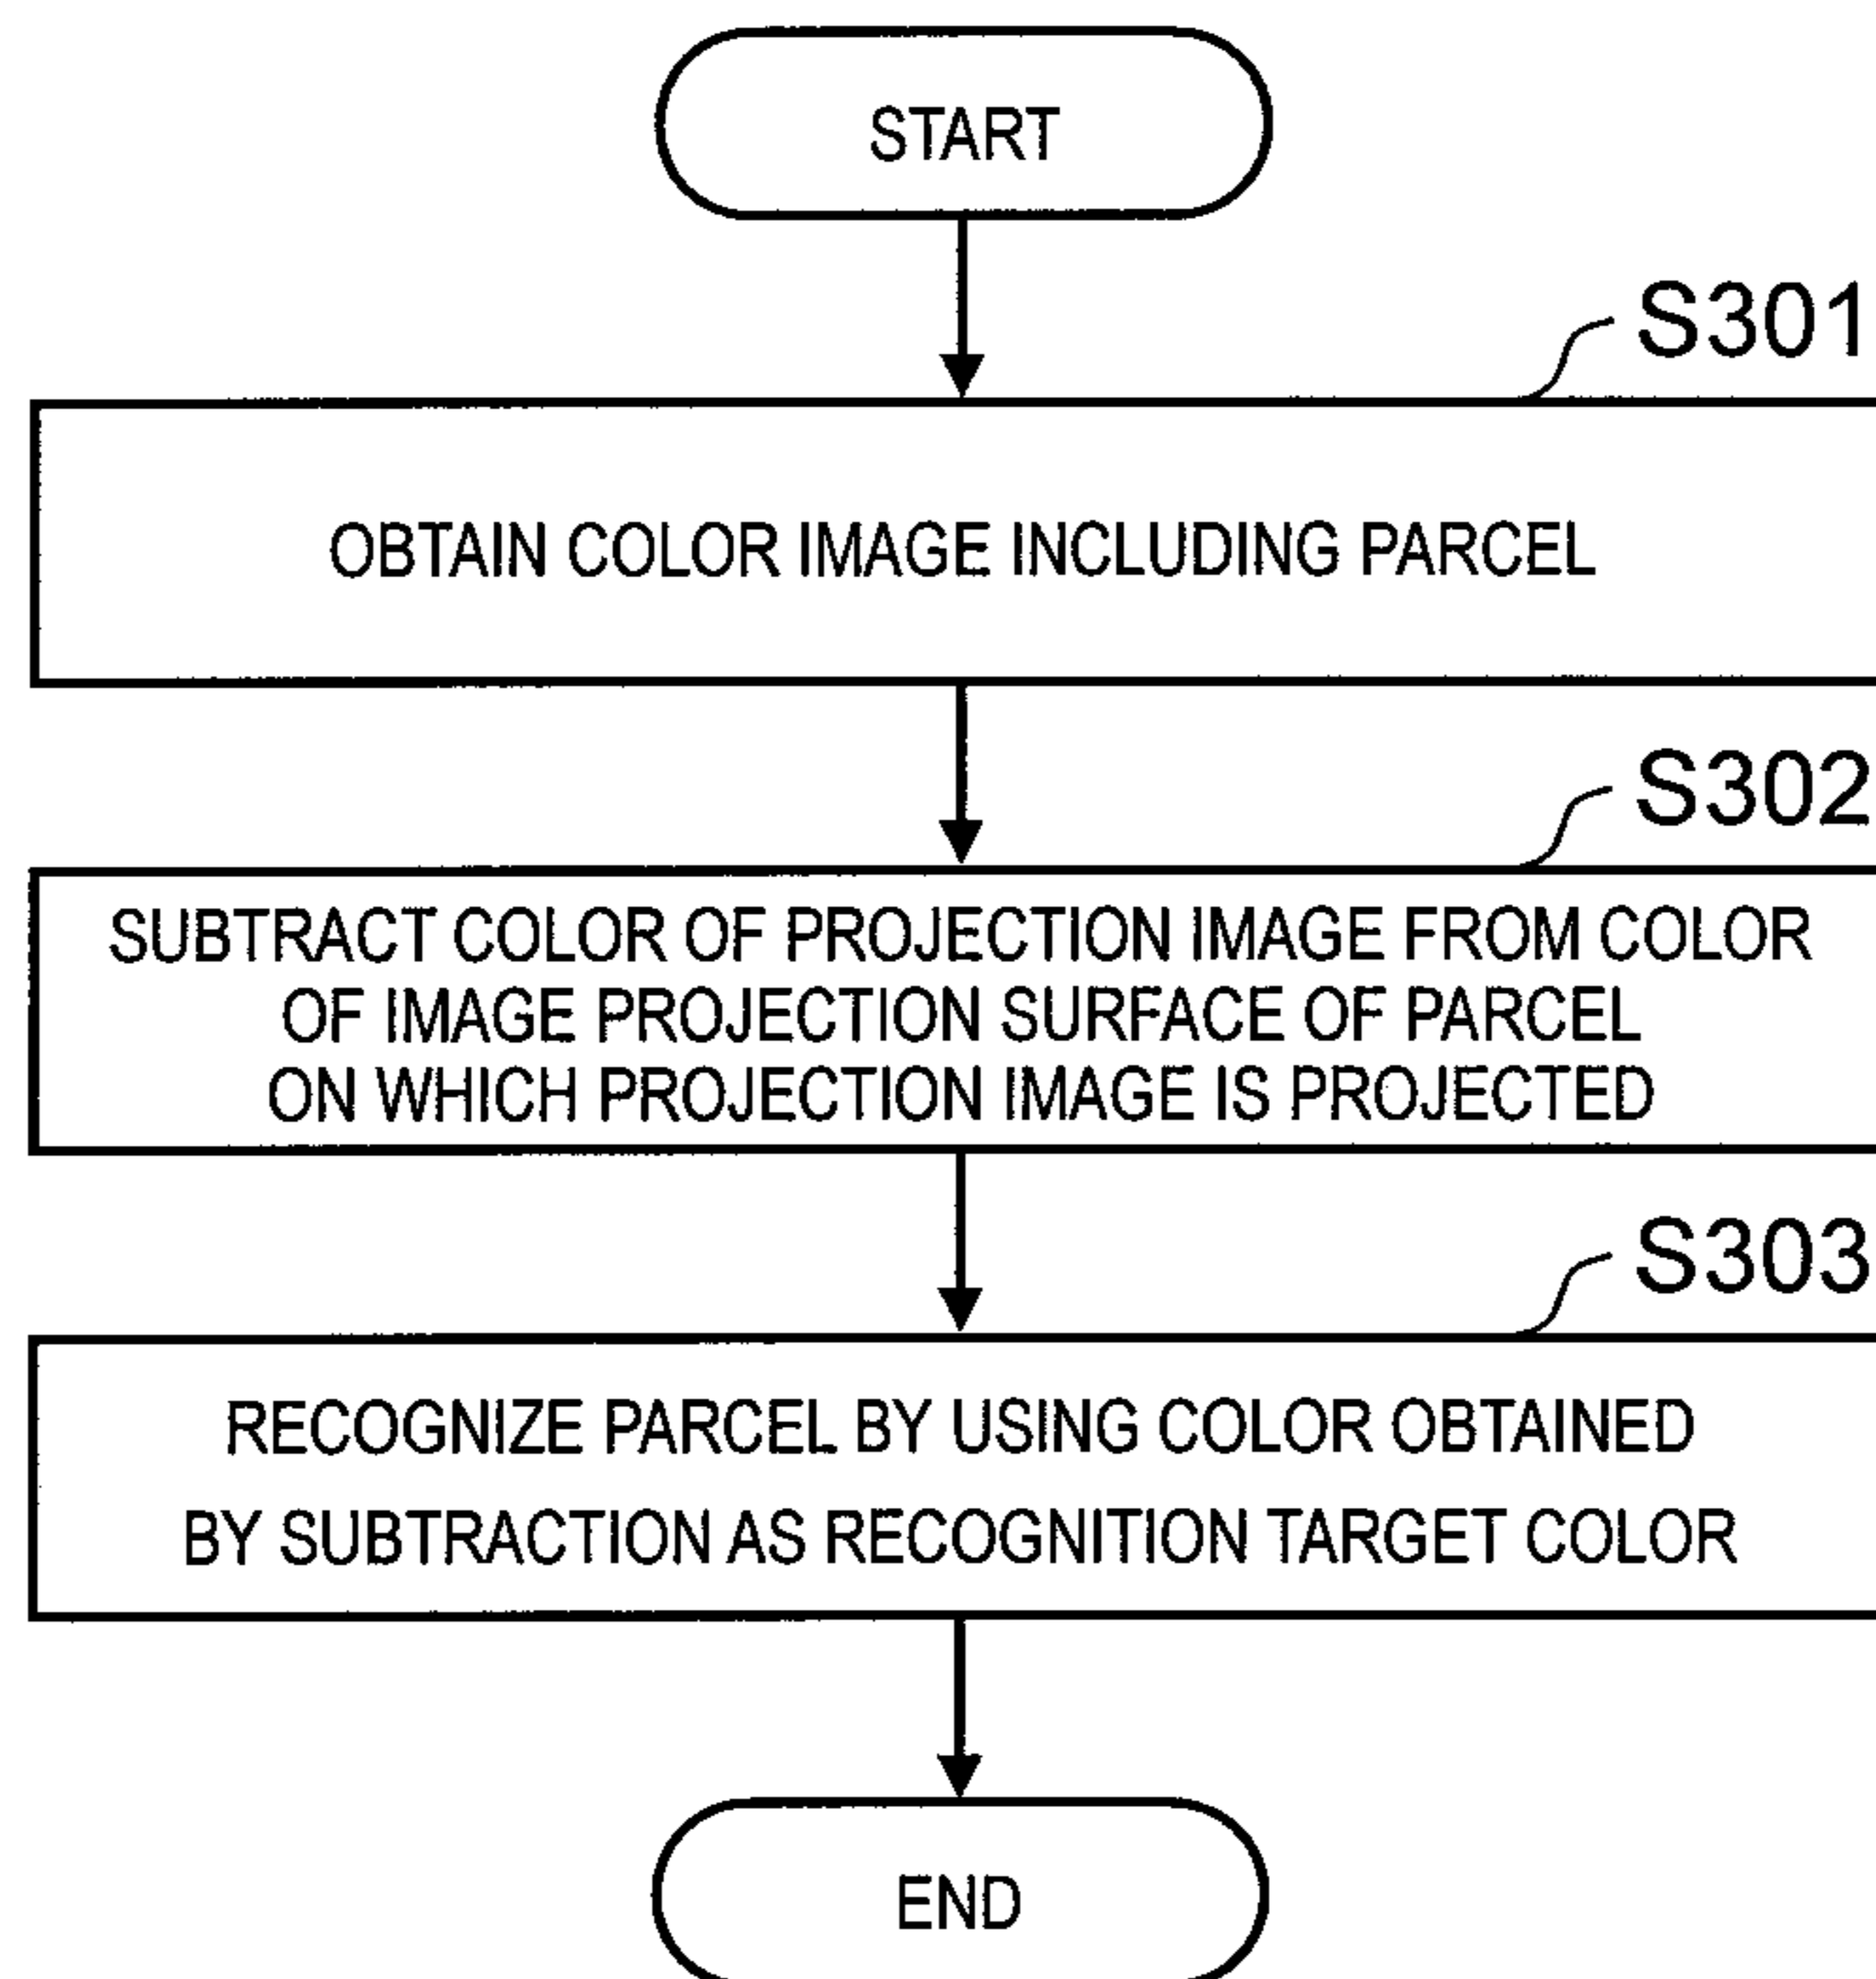 START
S301
OBTAIN COLOR IMAGE INCLUDING PARCEL
S302
SUBTRACT COLOR OF PROJECTION IMAGE FROM COLOR
OF IMAGE PROJECTION SURFACE OF PARCEL
ON WHICH PROJECTION IMAGE IS PROJECTED
S303
RECOGNIZE PARCEL BY USING COLOR OBTAINED
BY SUBTRACTION AS RECOGNITION TARGET COLOR
END